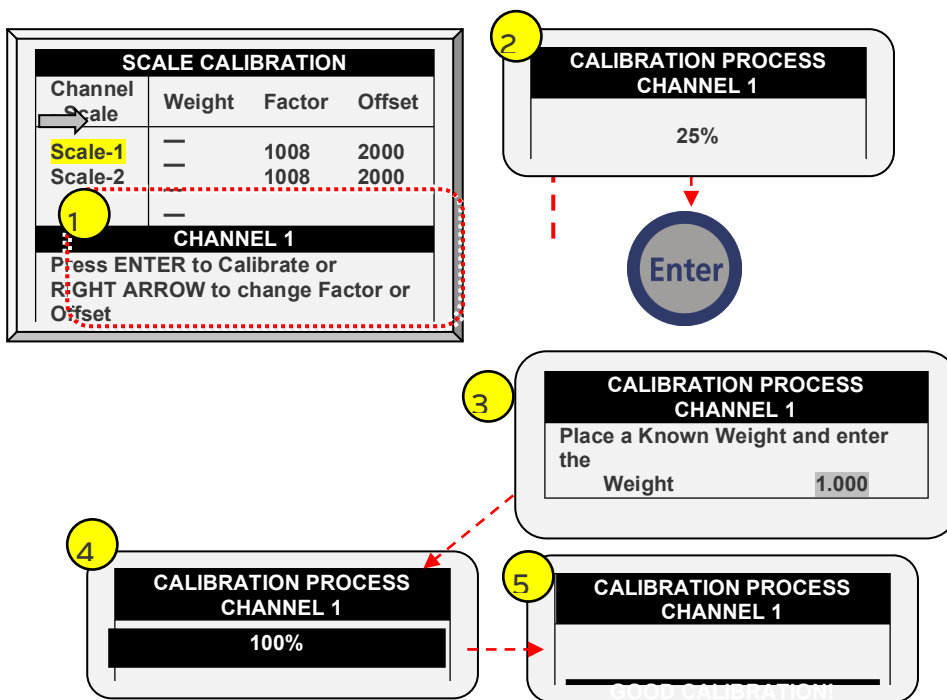 SCALE CALIBRATION
Channel Weight Factor Offset
Scale
Scale-1 — 1008 2000
Scale-2 — 1008 2000
—
—
1
CHANNEL 1
Press ENTER to Calibrate or
RIGHT ARROW to change Factor or
Offset
2
CALIBRATION PROCESS
CHANNEL 1
25%
Enter
3
CALIBRATION PROCESS
CHANNEL 1
Place a Known Weight and enter
the
Weight 1.000
4
CALIBRATION PROCESS
CHANNEL 1
100%
5
CALIBRATION PROCESS
CHANNEL 1
GOOD CALIBRATION!